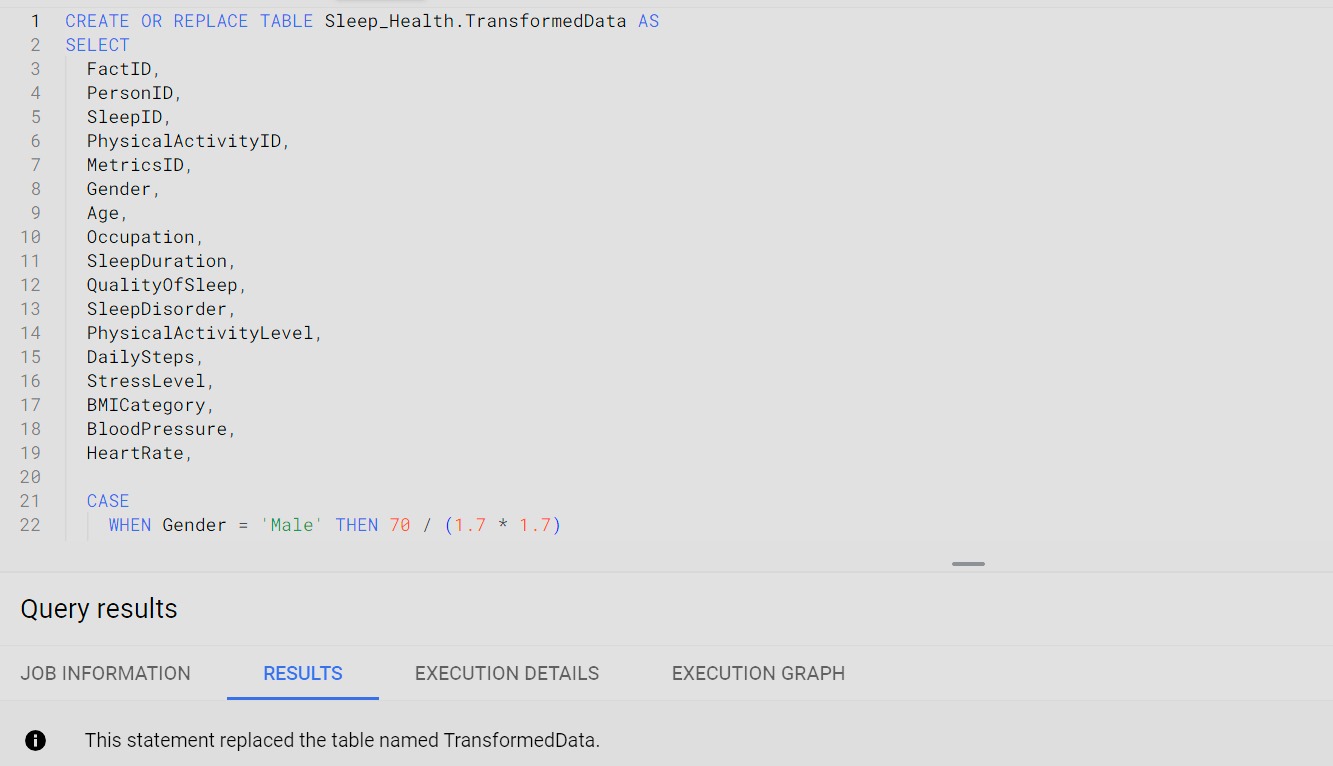 1 CREATE OR REPLACE TABLE Sleep_Health.TransformedData AS
2 SELECT
3 FactID,
4 PersonID,
5 SleepID,
6 PhysicalActivityID,
7 MetricsID,
8 Gender,
9 Age,
10 Occupation,
11 SleepDuration,
12 QualityOfSleep,
13 SleepDisorder,
14 PhysicalActivityLevel,
15 DailySteps,
16 StressLevel,
17 BMICategory,
18 BloodPressure,
19 HeartRate,
20
21 CASE
22 WHEN Gender = 'Male' THEN 70 / (1.7 * 1.7)
Query results
JOB INFORMATION RESULTS EXECUTION DETAILS EXECUTION GRAPH
This statement replaced the table named TransformedData.